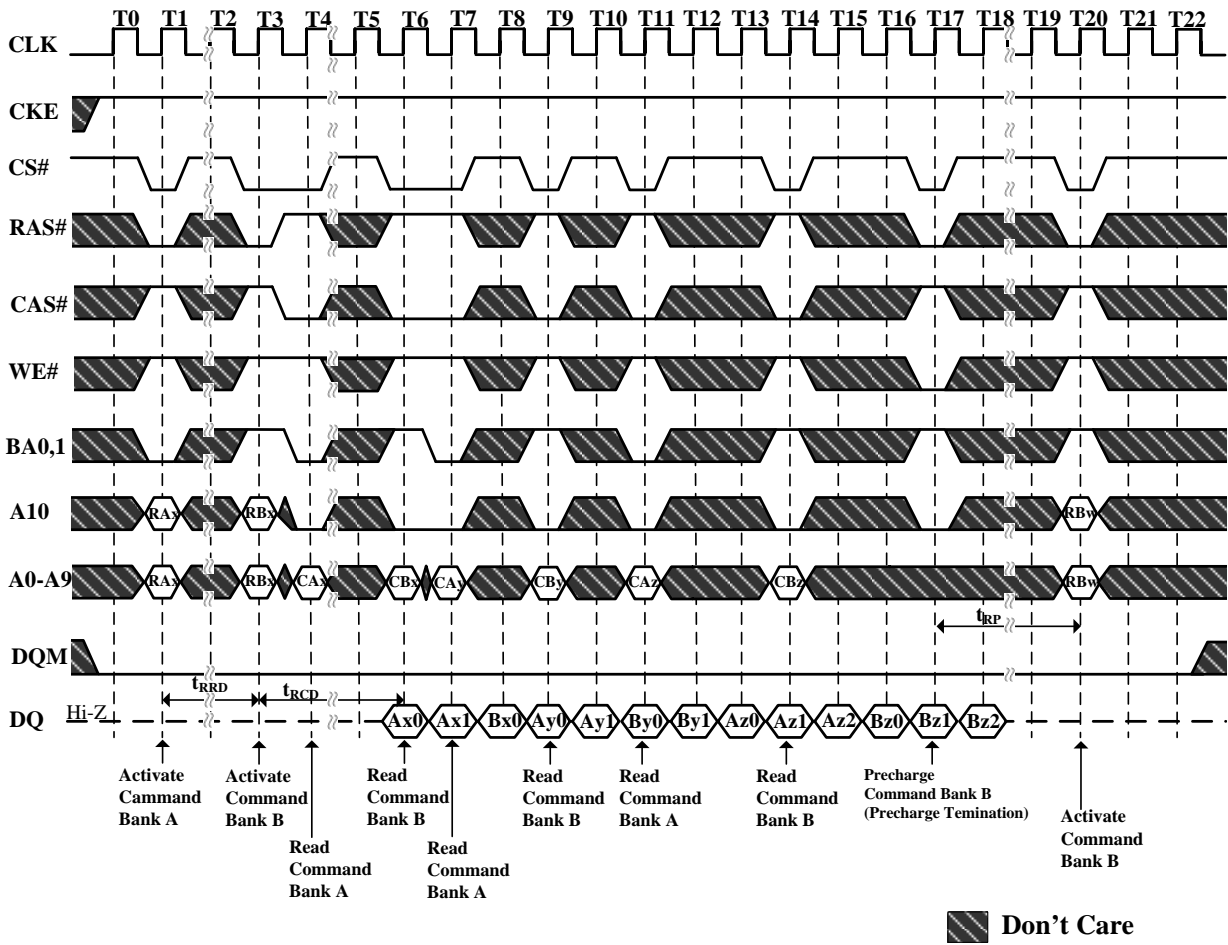 T0 T1 T2 T3 T4 T5 T6 T7 T8 T9 T10 T11 T12 T13 T14 T15 T16 T17 T18 T19 T20 T21 T22
CLK
CKE
CS#
RAS#
CAS#
WE#
BA0,1
A10 RAx RBx RBw
A0-A9 RAx RBx CAx CBx CAy CBy CAz CBz RBw
tRP
DQM
tRRD tRCD
DQ Hi-Z Ax0 Ax1 Bx0 Ay0 Ay1 By0 By1 Az0 Az1 Az2 Bz0 Bz1 Bz2
Activate
Cammand
Bank A
Activate
Command
Bank B
Read
Command
Bank A
Read
Command
Bank B
Read
Command
Bank A
Read
Command
Bank B
Read
Command
Bank A
Read
Command
Bank B
Precharge
Command Bank B
(Precharge Temination)
Activate
Command
Bank B
Don't Care